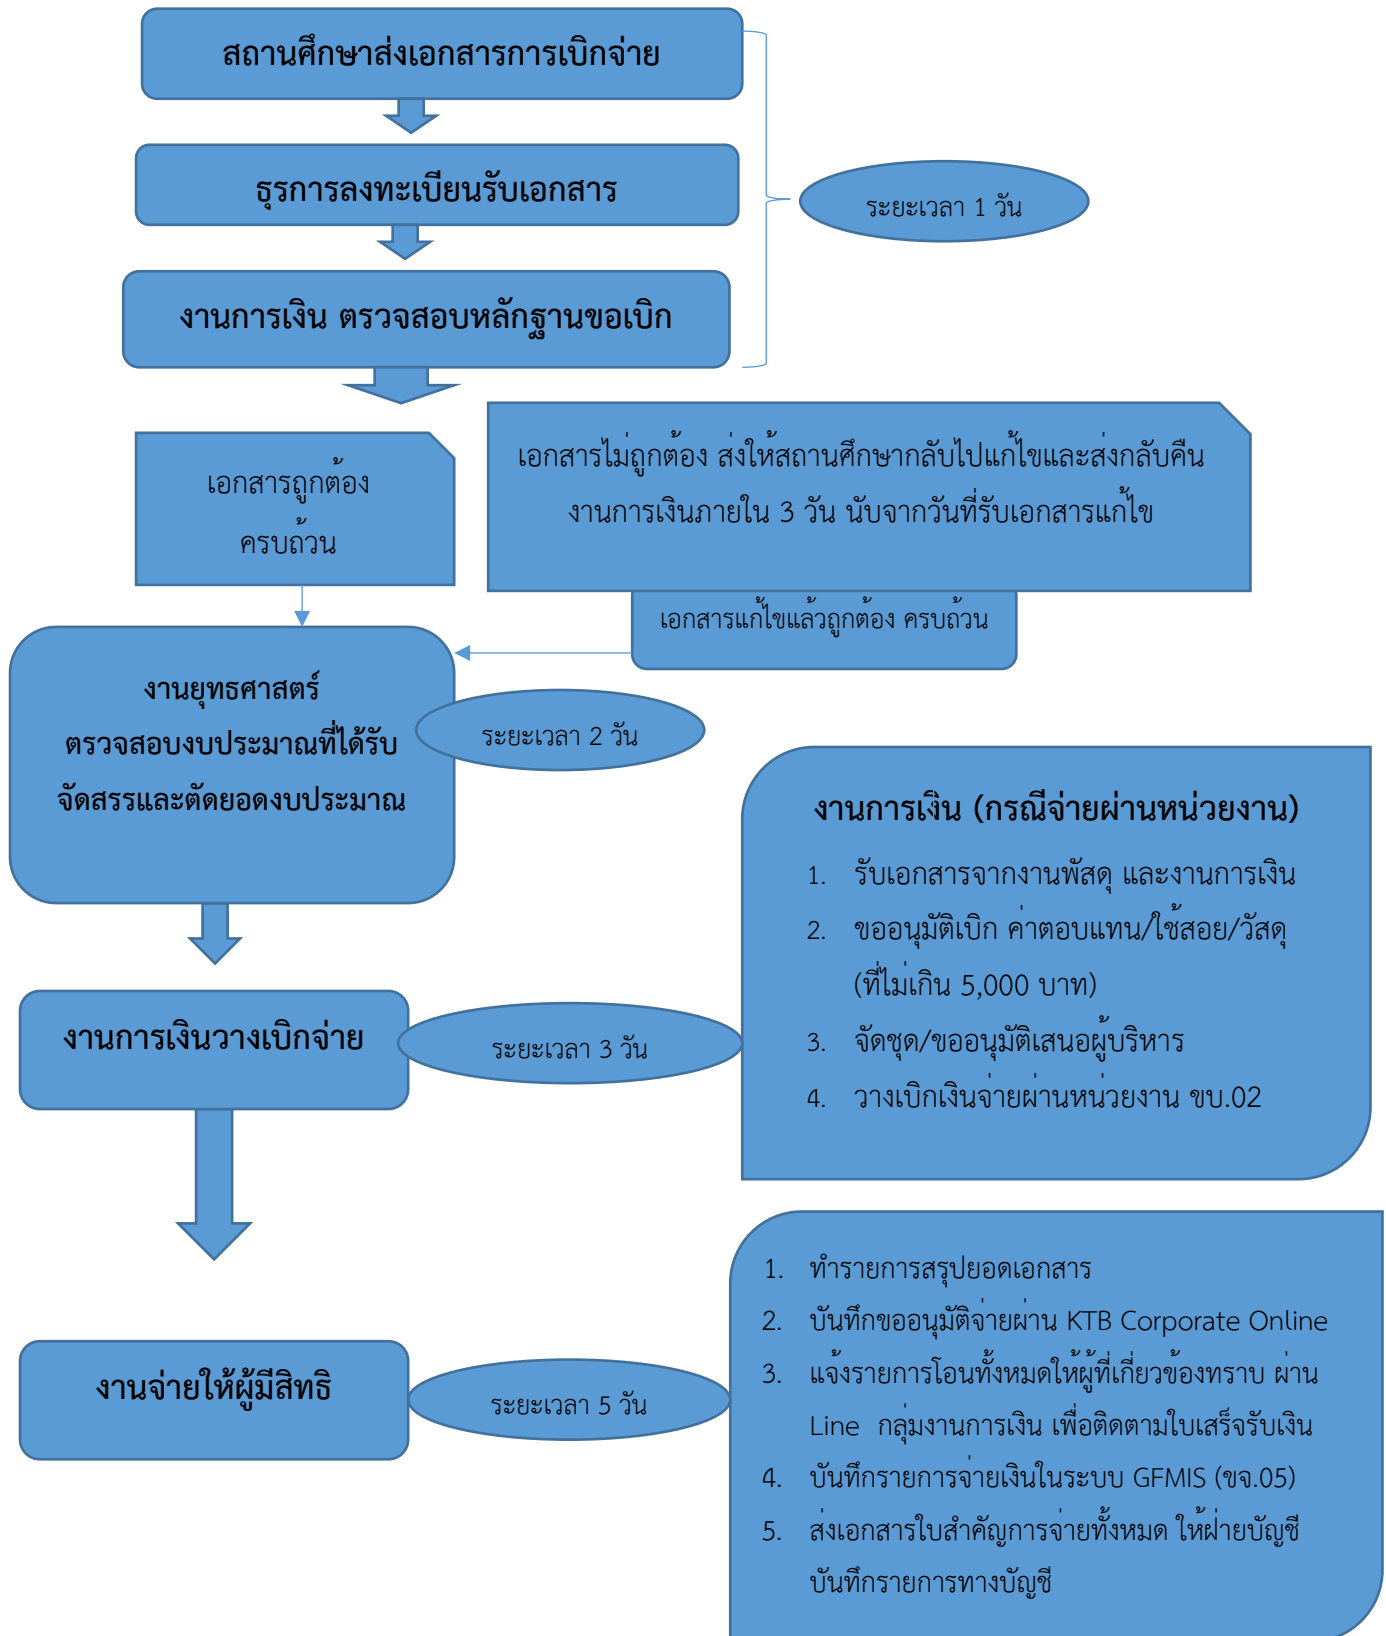 สถานศึกษาส่งเอกสารการเบิกจ่าย
ธุรการลงทะเบียนรับเอกสาร
ระยะเวลา 1 วัน
งานการเงิน ตรวจสอบหลักฐานขอเบิก
เอกสารถูกต้อง
ครบถ้วน
เอกสารไม่ถูกต้อง ส่งให้สถานศึกษากลับไปแก้ไขและส่งกลับคืน
งานการเงินภายใน 3 วัน นับจากวันที่รับเอกสารแก้ไข
เอกสารแก้ไขแล้วถูกต้อง ครบถ้วน
งานยุทธศาสตร์
ตรวจสอบงบประมาณที่ได้รับ
จัดสรรและตัดยอดงบประมาณ
ระยะเวลา 2 วัน
งานการเงินวางเบิกจ่าย
ระยะเวลา 3 วัน
งานการเงิน (กรณีจ่ายผ่านหน่วยงาน)
1. รับเอกสารจากงานพัสดุ และงานการเงิน
2. ขออนุมัติเบิก ค่าตอบแทน/ใช้สอย/วัสดุ
(ที่ไม่เกิน 5,000 บาท)
3. จัดชุด/ขออนุมัติเสนอผู้บริหาร
4. วางเบิกเงินจ่ายผ่านหน่วยงาน ขบ.02
งานจ่ายให้ผู้มีสิทธิ
ระยะเวลา 5 วัน
1. ทำรายการสรุปยอดเอกสาร
2. บันทึกขออนุมัติจ่ายผ่าน KTB Corporate Online
3. แจ้งรายการโอนทั้งหมดให้ผู้ที่เกี่ยวข้องทราบ ผ่าน
Line กลุ่มงานการเงิน เพื่อติดตามใบเสร็จรับเงิน
4. บันทึกรายการจ่ายเงินในระบบ GFMIS (ขจ.05)
5. ส่งเอกสารใบสำคัญการจ่ายทั้งหมด ให้ฝ่ายบัญชี
บันทึกรายการทางบัญชี